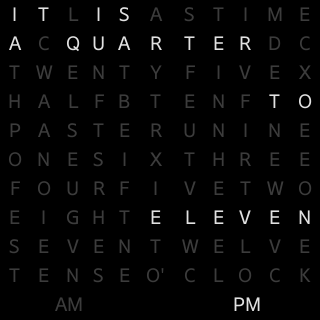 I T L I S A S T I M E
A C Q U A R T E R D C
T W E N T Y F I V E X
H A L F B T E N F T O
P A S T E R U N I N E
O N E S I X T H R E E
F O U R F I V E T W O
E I G H T E L E V E N
S E V E N T W E L V E
T E N S E O' C L O C K
AM PM